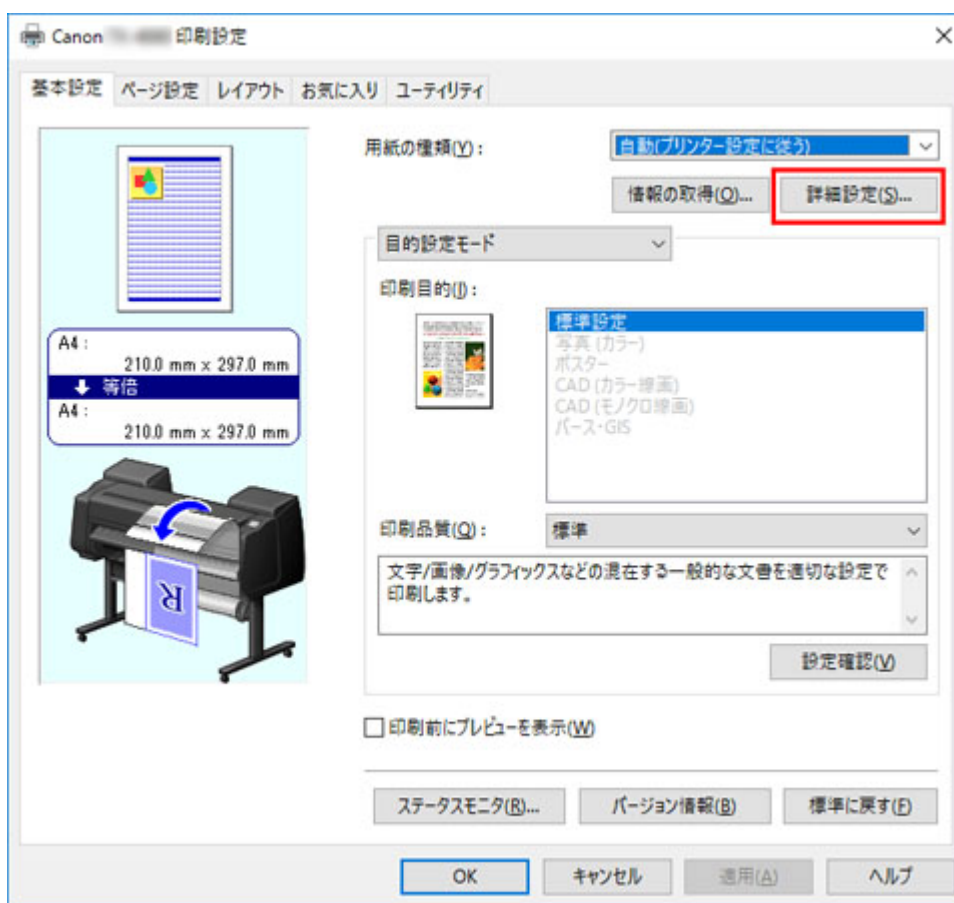 Canon 印刷設定
基本設定 ページ設定 レイアウト お気に入り ユーティリティ
用紙の種類(Y): 自動(プリンター設定に従う)
情報の取得(O)... 詳細設定(S)...
目的設定モード
印刷目的(J):
標準設定
写真 (カラー)
ポスター
CAD (カラー線画)
CAD (モノクロ線画)
パース・GIS
A4 :
210.0 mm x 297.0 mm
等倍
A4 :
210.0 mm x 297.0 mm
R
印刷品質(Q): 標準
文字/画像/グラフィックスなどの混在する一般的な文書を適切な設定で
印刷します。
設定確認(V)
印刷前にプレビューを表示(W)
ステータスモニタ(R)... バージョン情報(B) 標準に戻す(F)
OK キャンセル 適用(A) ヘルプ